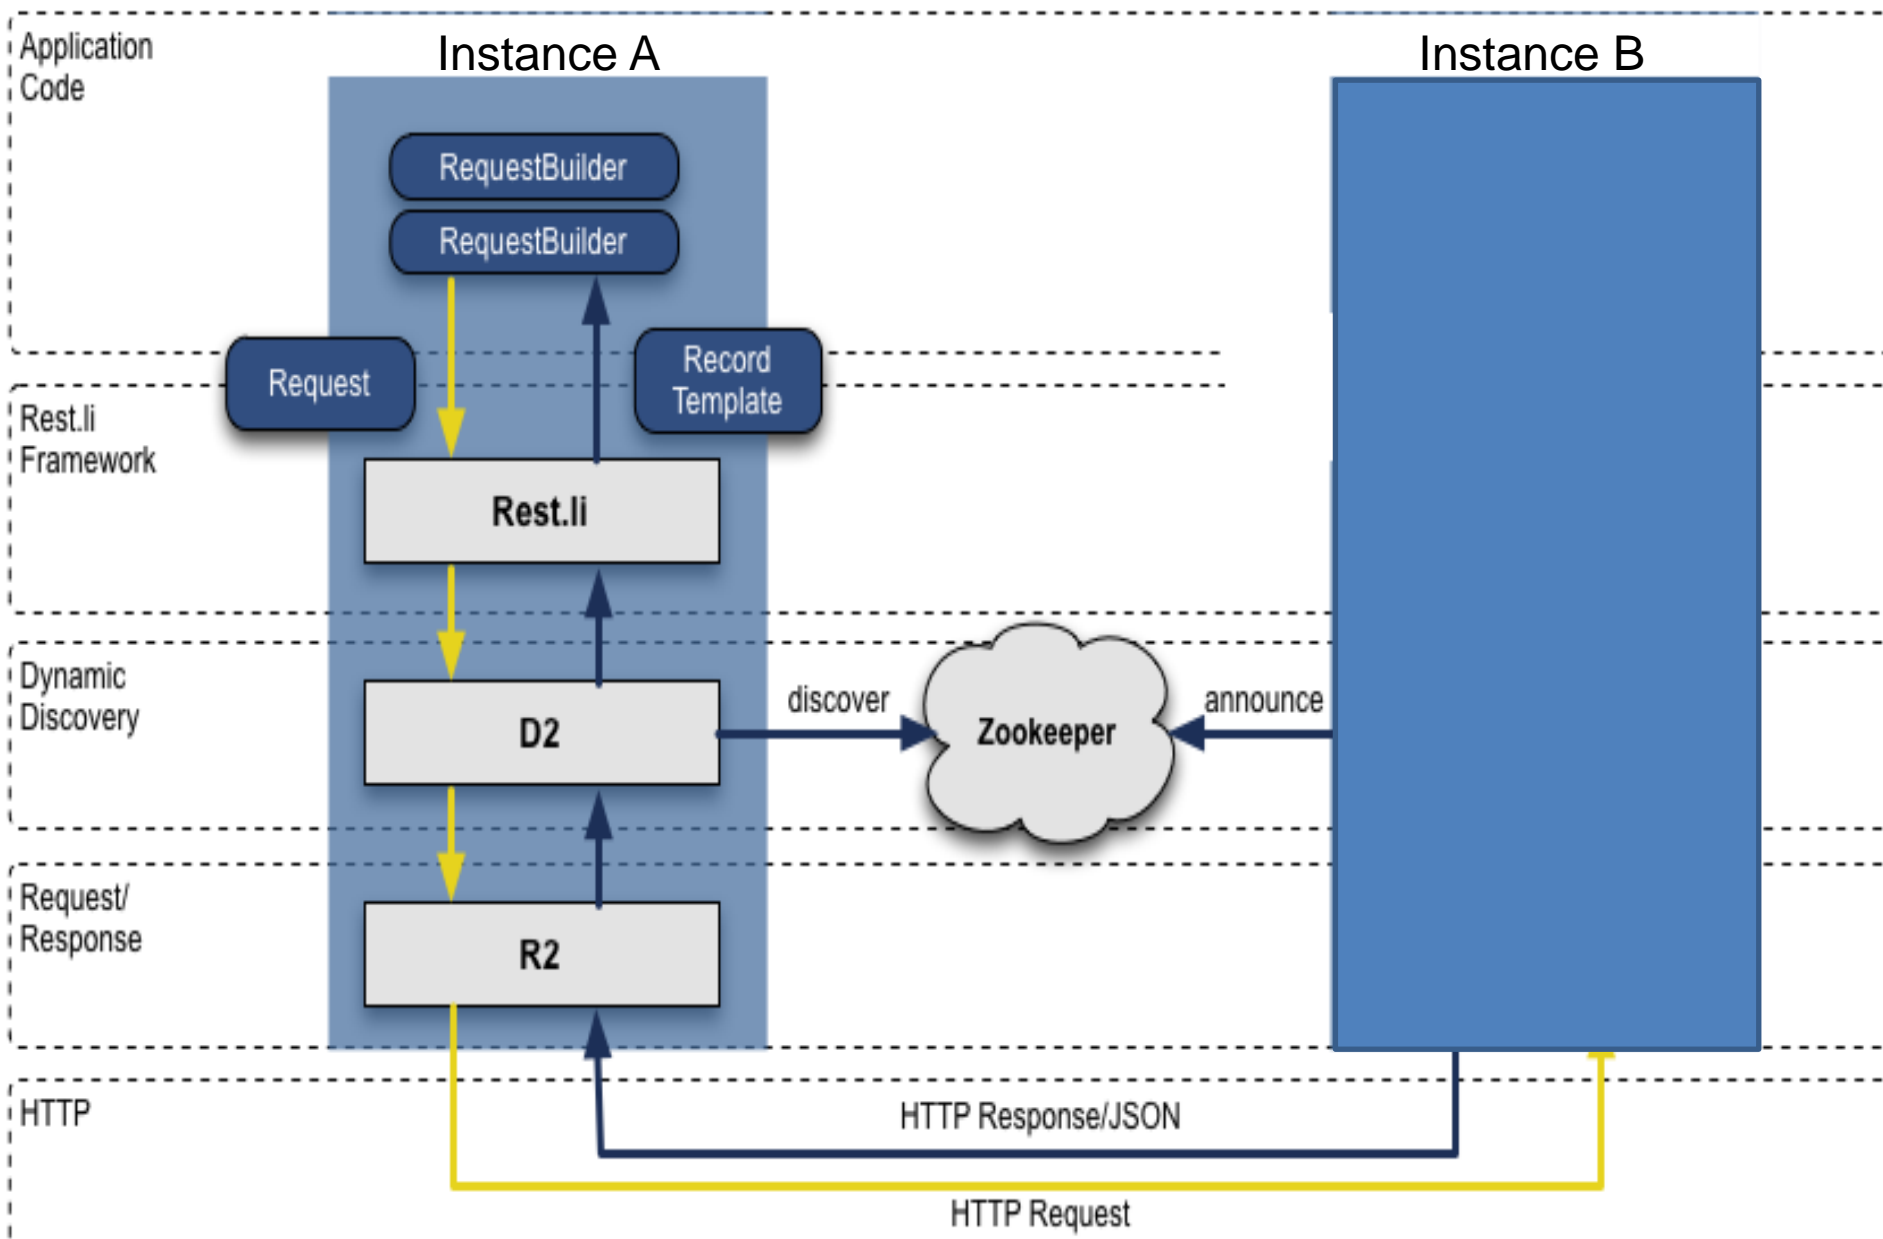 Application
Code
Instance A
Instance B
RequestBuilder
RequestBuilder
Request
Record
Template
Rest.li
Framework
Rest.li
Dynamic
Discovery
D2
discover
Zookeeper
announce
Request/
Response
R2
HTTP
HTTP Response/JSON
HTTP Request